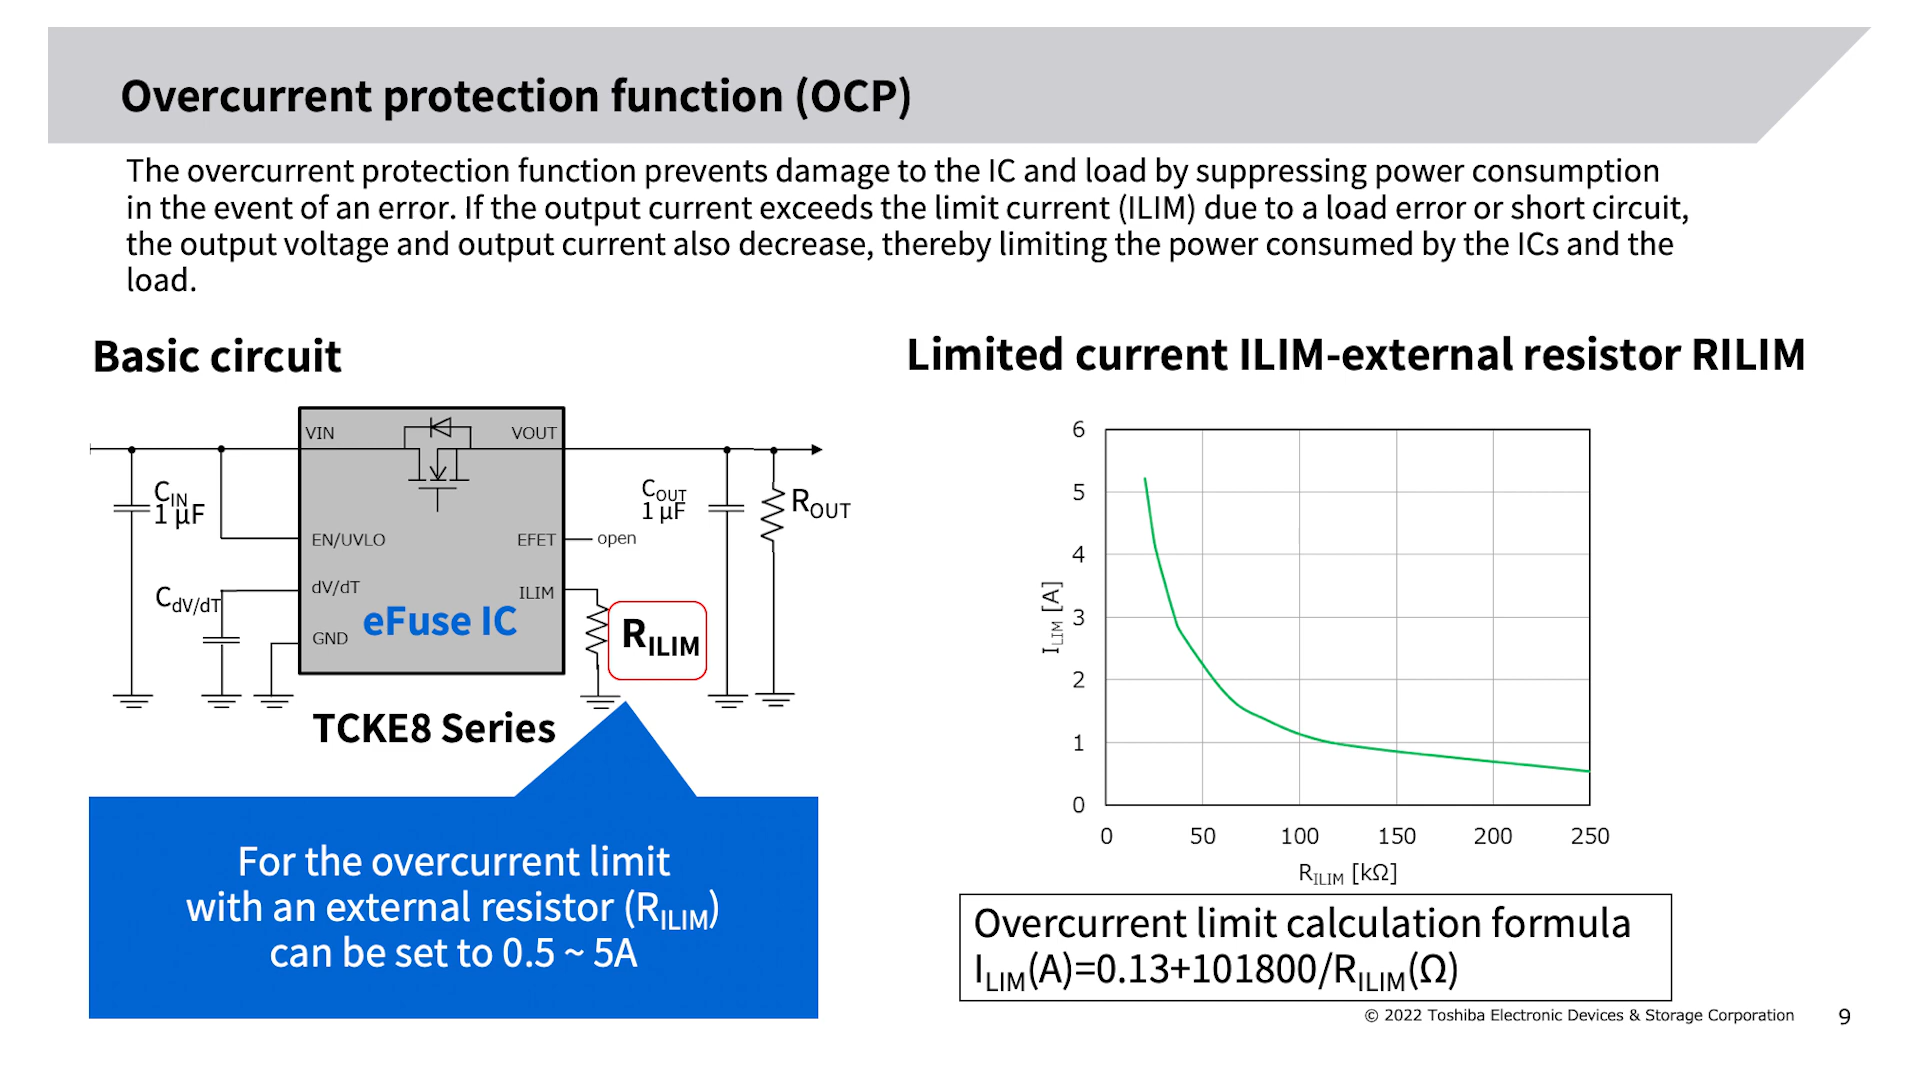 Overcurrent protection function (OCP)
The overcurrent protection function prevents damage to the IC and load by suppressing power consumption
in the event of an error. If the output current exceeds the limit current (ILIM) due to a load error or short circuit,
the output voltage and output current also decrease, thereby limiting the power consumed by the ICs and the
load.
Basic circuit
VIN
VOUT
CIN
1 μF
COUT
1 μF
ROUT
EN/UVLO
EFET
open
dV/dT
ILIM
CdV/dT
eFuse IC
GND
RILIM
TCKE8 Series
For the overcurrent limit
with an external resistor (RILIM)
can be set to 0.5 ~ 5A
Limited current ILIM-external resistor RILIM
6
5
4
3
2
1
0
ILIM [A]
0 50 100 150 200 250
RILIM [kΩ]
Overcurrent limit calculation formula
ILIM(A)=0.13+101800/RILIM(Ω)
© 2022 Toshiba Electronic Devices & Storage Corporation
9